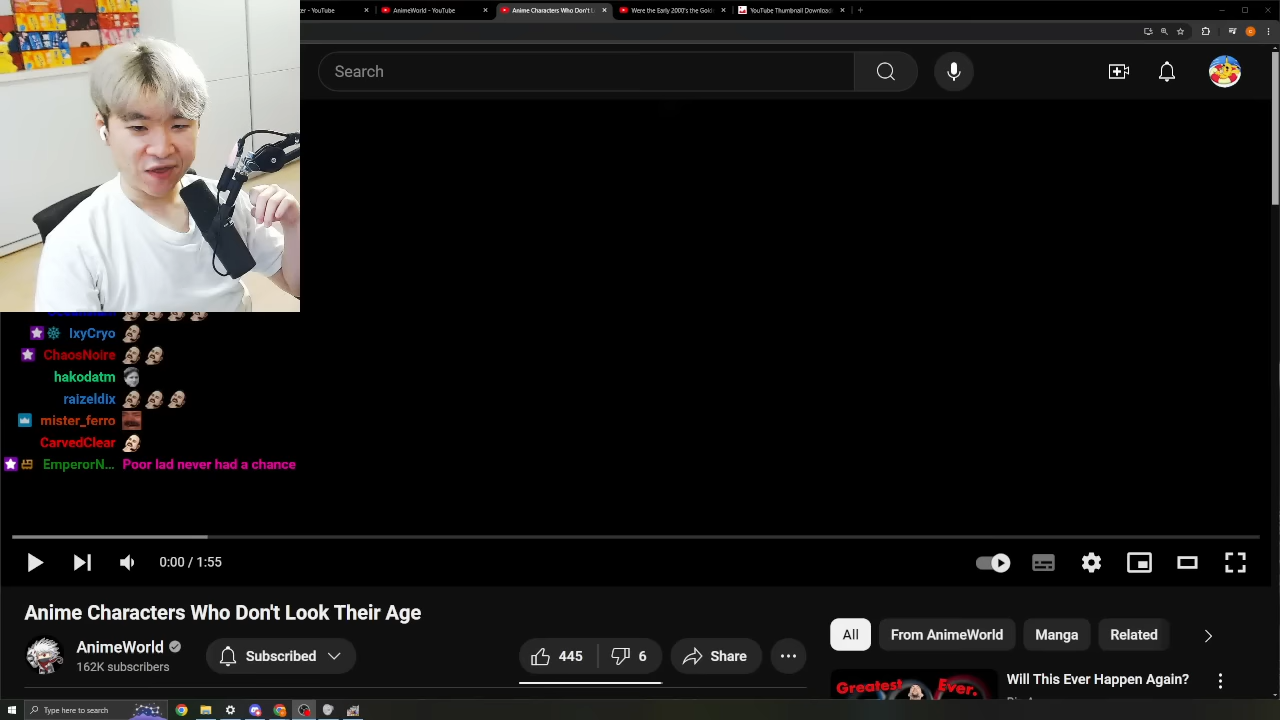 ter - YouTube
AnimeWorld - YouTube
Anime Characters Who Don't L
Were the Early 2000's the Gold
YouTube Thumbnail Download
Search
IxyCryo
ChaosNoire
hakodatm
raizeldix
mister_ferro
CarvedClear
EmperorN... Poor lad never had a chance
0:00 / 1:55
Anime Characters Who Don't Look Their Age
AnimeWorld
162K subscribers
Subscribed
445
6
Share
All
From AnimeWorld
Manga
Related
Greatest Ever.
Will This Ever Happen Again?
Type here to search